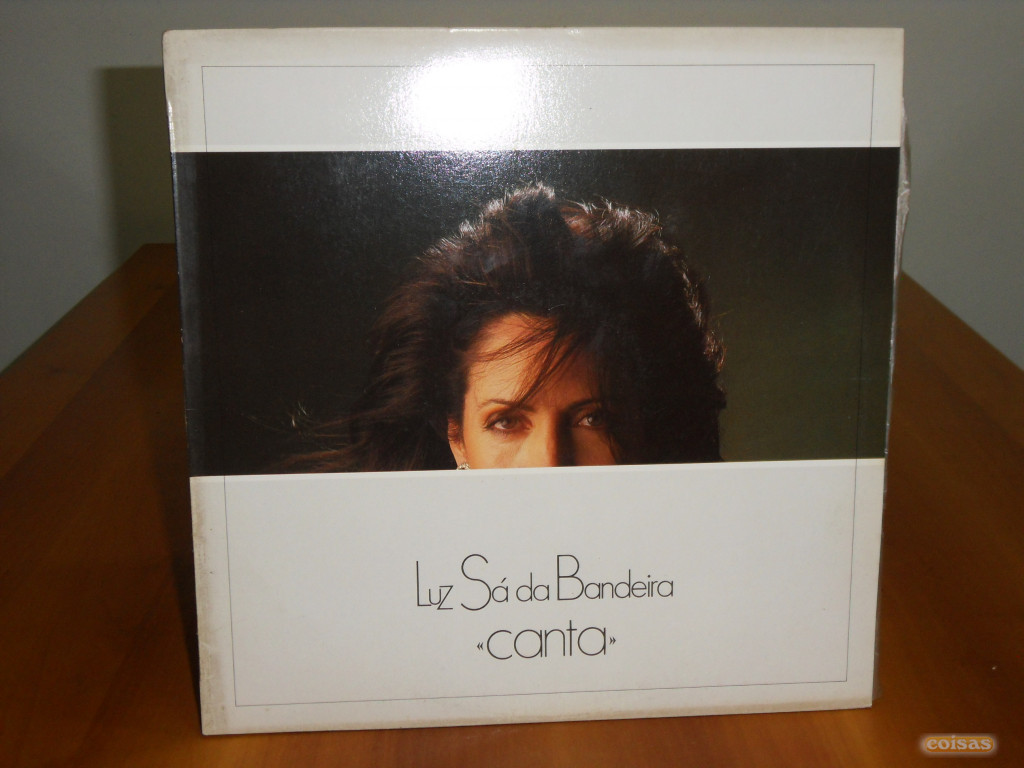 Luz Sá da Bandeira
«canta»
coisas